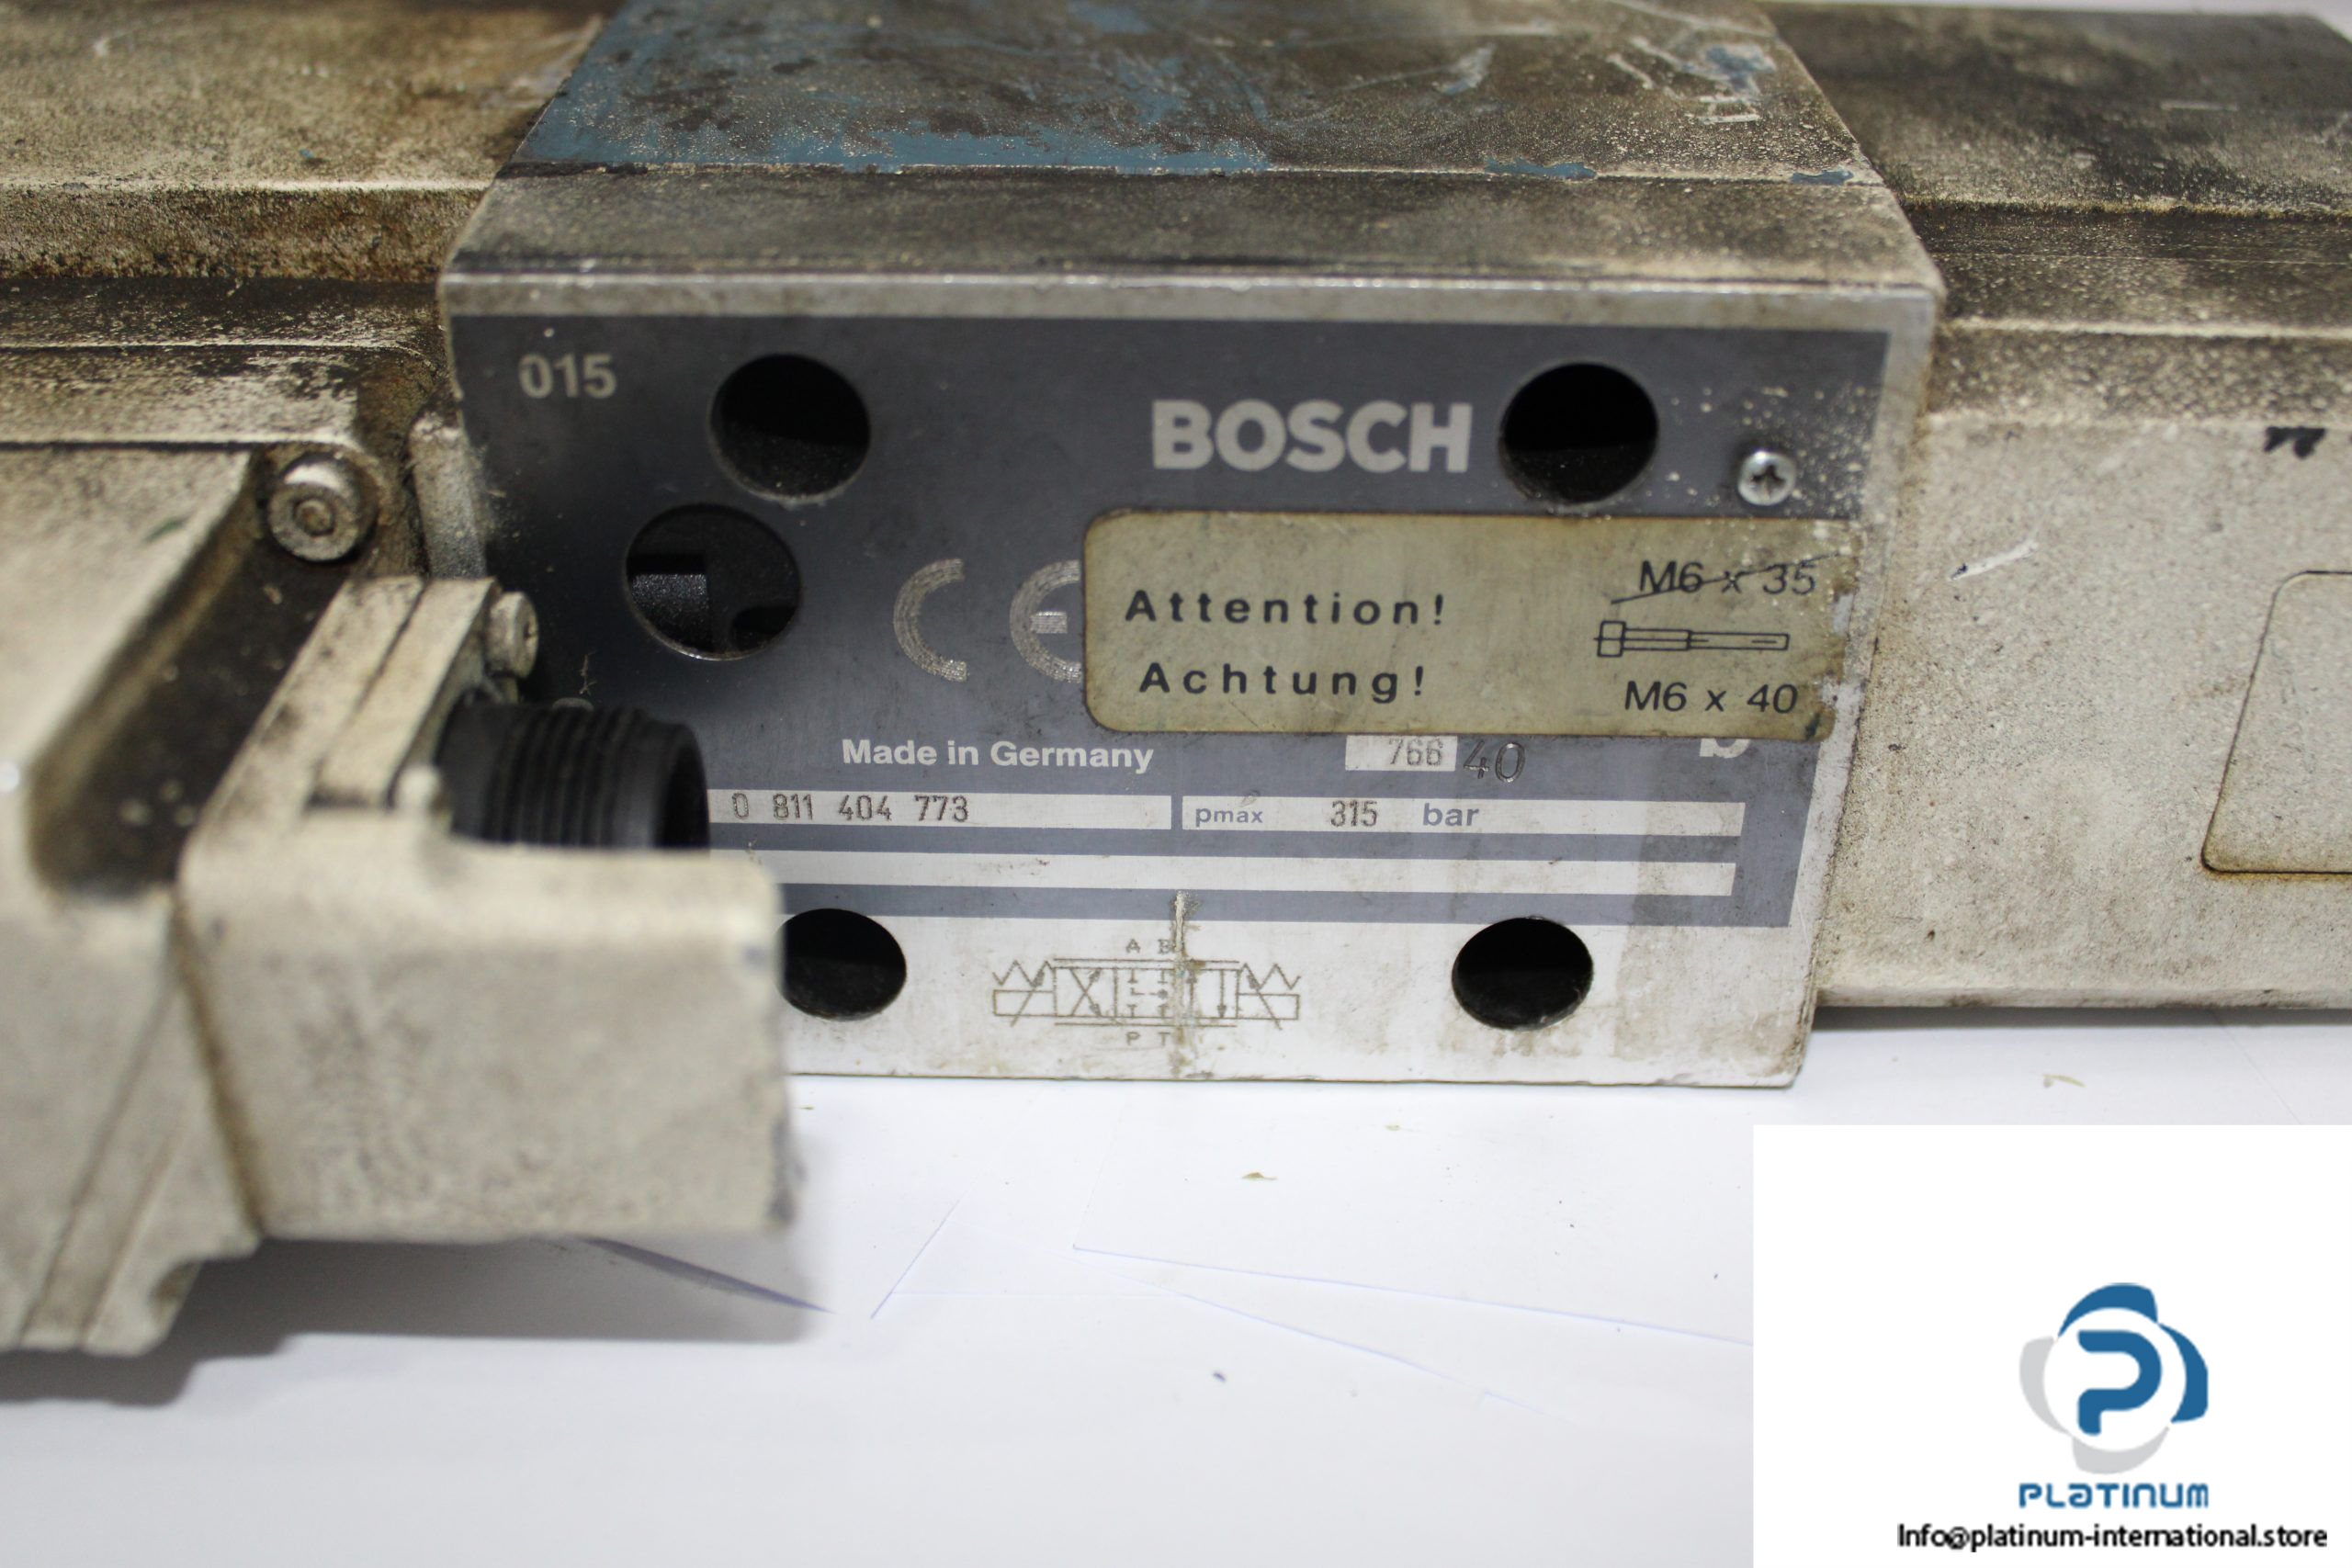 015
BOSCH
CE
Attention!
Achtung!
M6 x 35
M6 x 40
Made in Germany
766 40
0 811 404 773
pmax 315 bar
A B
P T
PLATINUM
Info@platinum-international.store